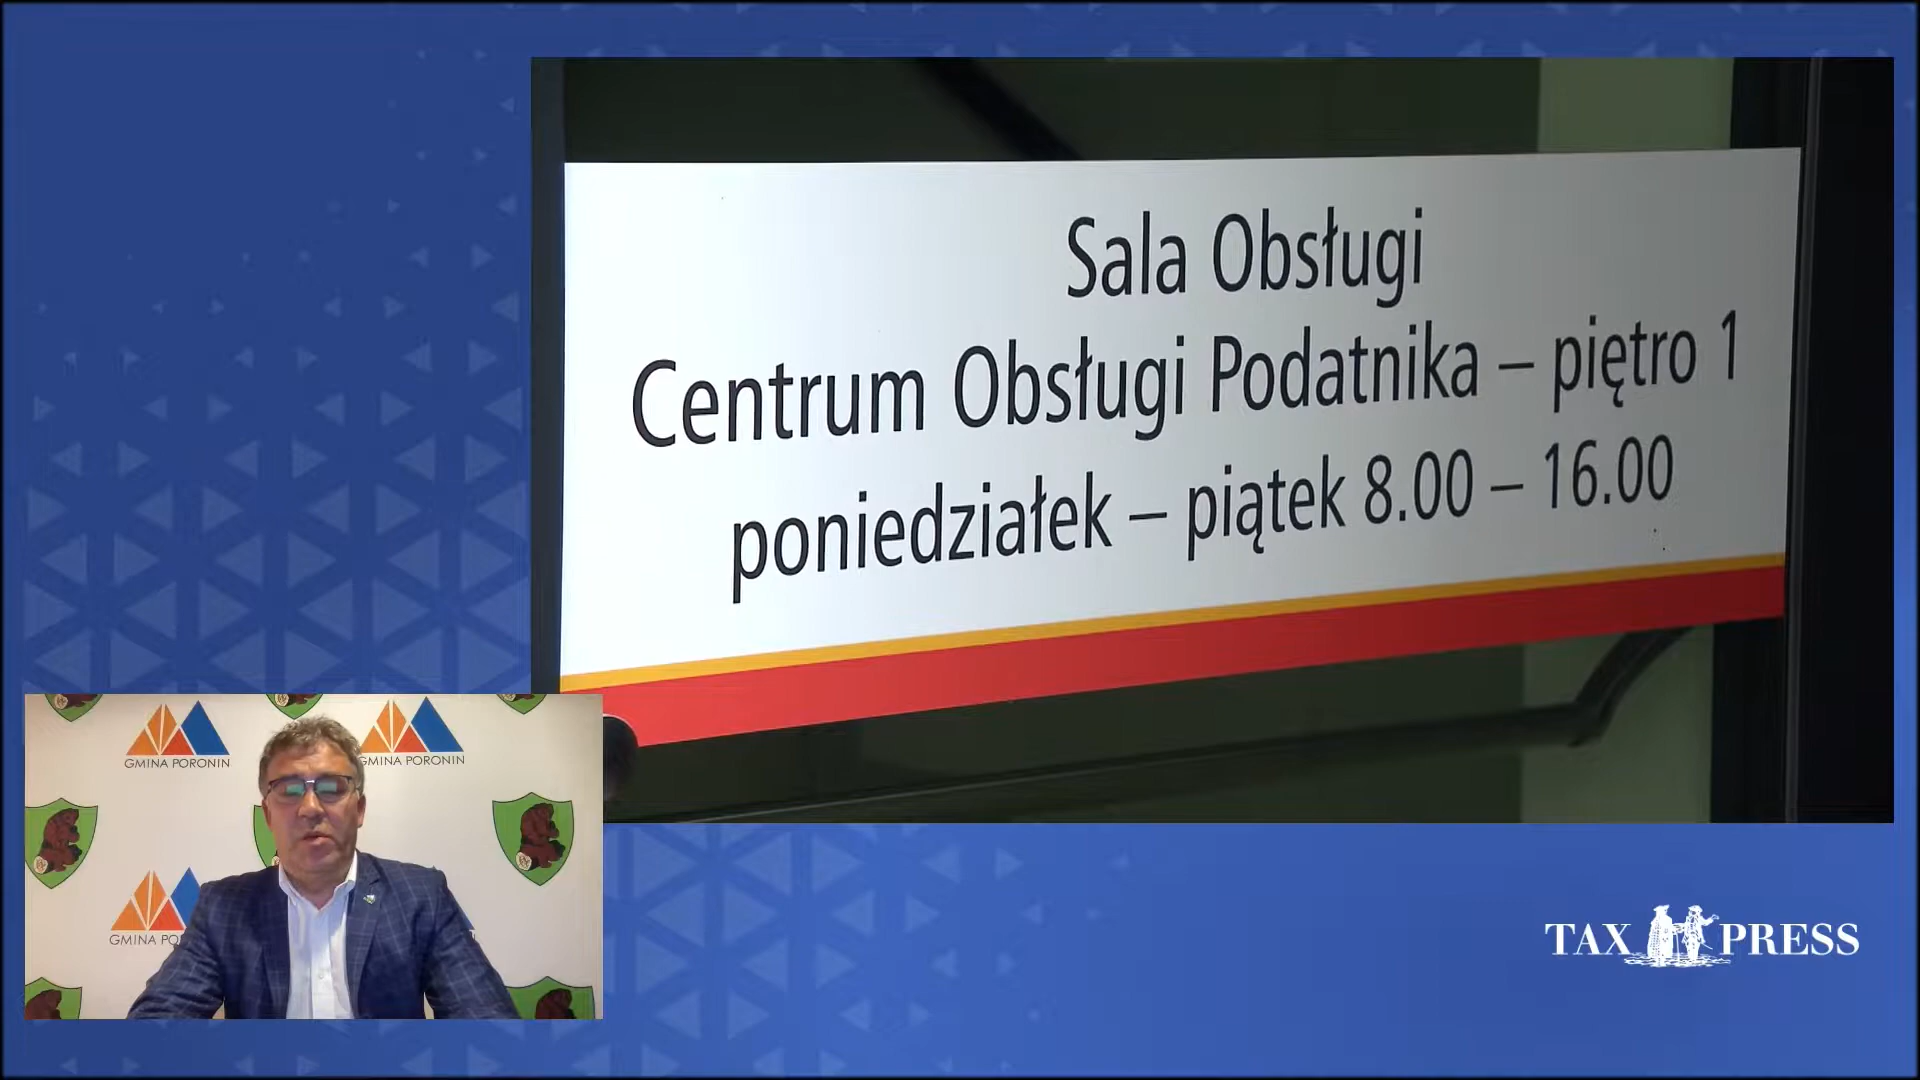 Sala Obsługi
Centrum Obsługi Podatnika – piętro 1
poniedziałek – piątek 8.00 – 16.00
GMINA PORONIN
GMINA PORONIN
GMINA
TAX PRESS